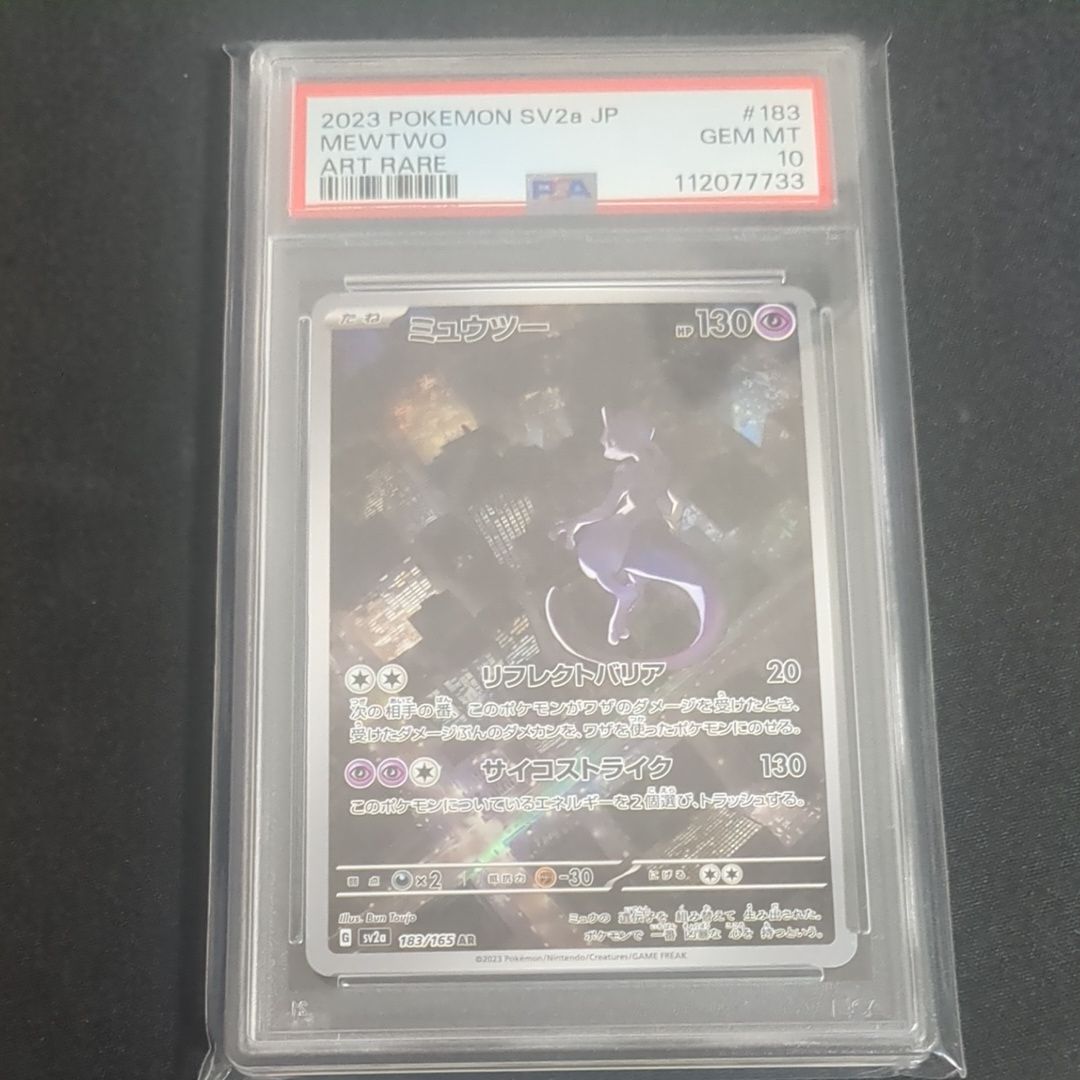 2023 POKEMON SV2a JP #183
MEWTWO GEM MT
ART RARE 10
PSA 112077733
たね ミュウツー HP130
リフレクトバリア 20
次の相手の番、このポケモンがワザのダメージを受けたとき、
受けたダメージぶんのダメカンを、ワザを使ったポケモンにのせる。
サイコストライク 130
このポケモンについているエネルギーを2個選び、トラッシュする。
弱点 ×2 抵抗力 -30 にげる
Illus. Bun Toujo
ミュウの 遺伝子を 組み替えて 生み出された。
ポケモンで 一番 凶暴な 心を 持つという。
G sv2a 183/165 AR
©2023 Pokémon/Nintendo/Creatures/GAME FREAK